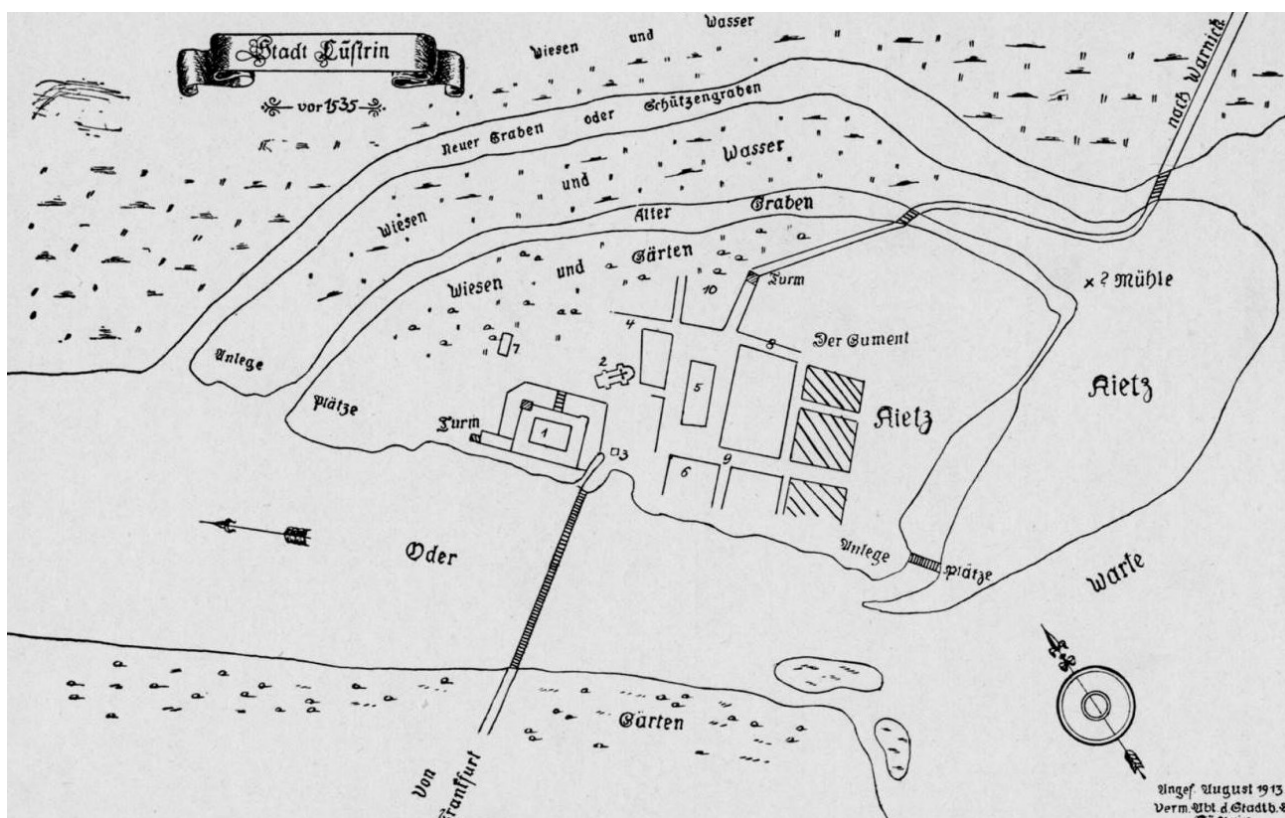 Stadt Cüstrin
vor 1535
Wiesen und Wasser
Neuer Graben oder Schützengraben
nach Warnick
Wiesen und Wasser
Alter Graben
Wiesen und Gärten
10
Turm
x ? Mühle
4
8
Der Gument
7
2
5
Kietz
Kietz
Anlege
plätze
Turm
1
3
9
6
Anlege
plätze
Oder
Warte
Gärten
von
Frankfurt
Ungef. August 1913
Verm. Abt. d. Stadtb.